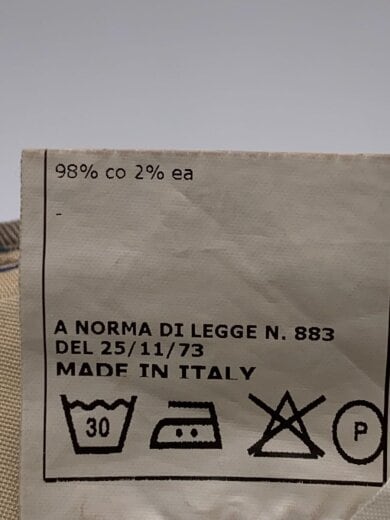 98% co 2% ea
-
A NORMA DI LEGGE N. 883
DEL 25/11/73
MADE IN ITALY
30 P